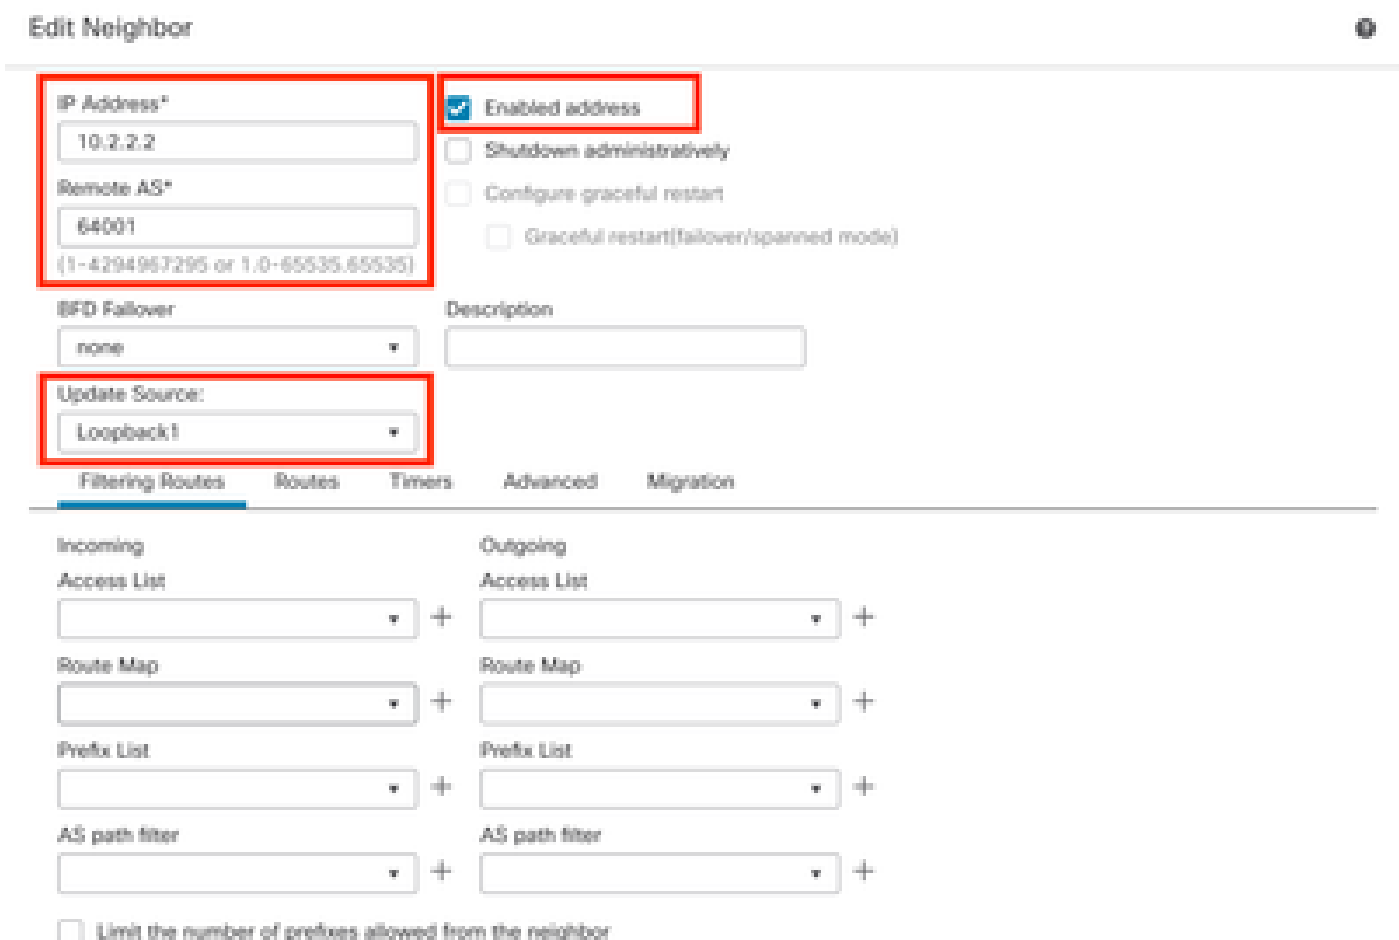 Edit Neighbor
IP Address*
10.2.2.2
Enabled address
Shutdown administratively
Remote AS*
64001
(1-4294967295 or 1.0-65535.65535)
Configure graceful restart
Graceful restart(failover/spanned mode)
BFD Failover
none
Description
Update Source:
Loopback1
Filtering Routes Routes Timers Advanced Migration
Incoming Outgoing
Access List Access List
Route Map Route Map
Prefix List Prefix List
AS path filter AS path filter
Limit the number of prefixes allowed from the neighbor